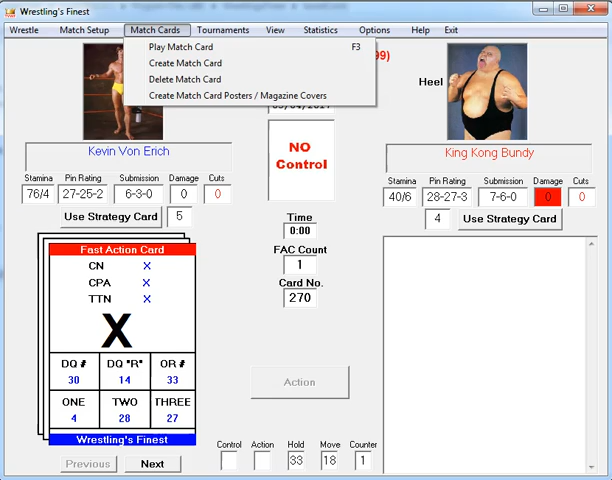 Wrestling's Finest
Wrestle Match Setup Match Cards Tournaments View Statistics Options Help Exit
Play Match Card F3
Create Match Card
Delete Match Card
Create Match Card Posters / Magazine Covers
99)
Heel
NO
Control
Kevin Von Erich
King Kong Bundy
Stamina Pin Rating Submission Damage Cuts
76/4 27-25-2 6-3-0 0 0
Stamina Pin Rating Submission Damage Cuts
40/6 28-27-3 7-6-0 0 0
Use Strategy Card 5
4 Use Strategy Card
Time
0:00
FAC Count
1
Card No.
270
Fast Action Card
CN X
CPA X
TTN X
X
DQ # DQ "R" OR #
30 14 33
ONE TWO THREE
4 28 27
Wrestling's Finest
Previous Next
Action
Control Action Hold Move Counter
33 18 1